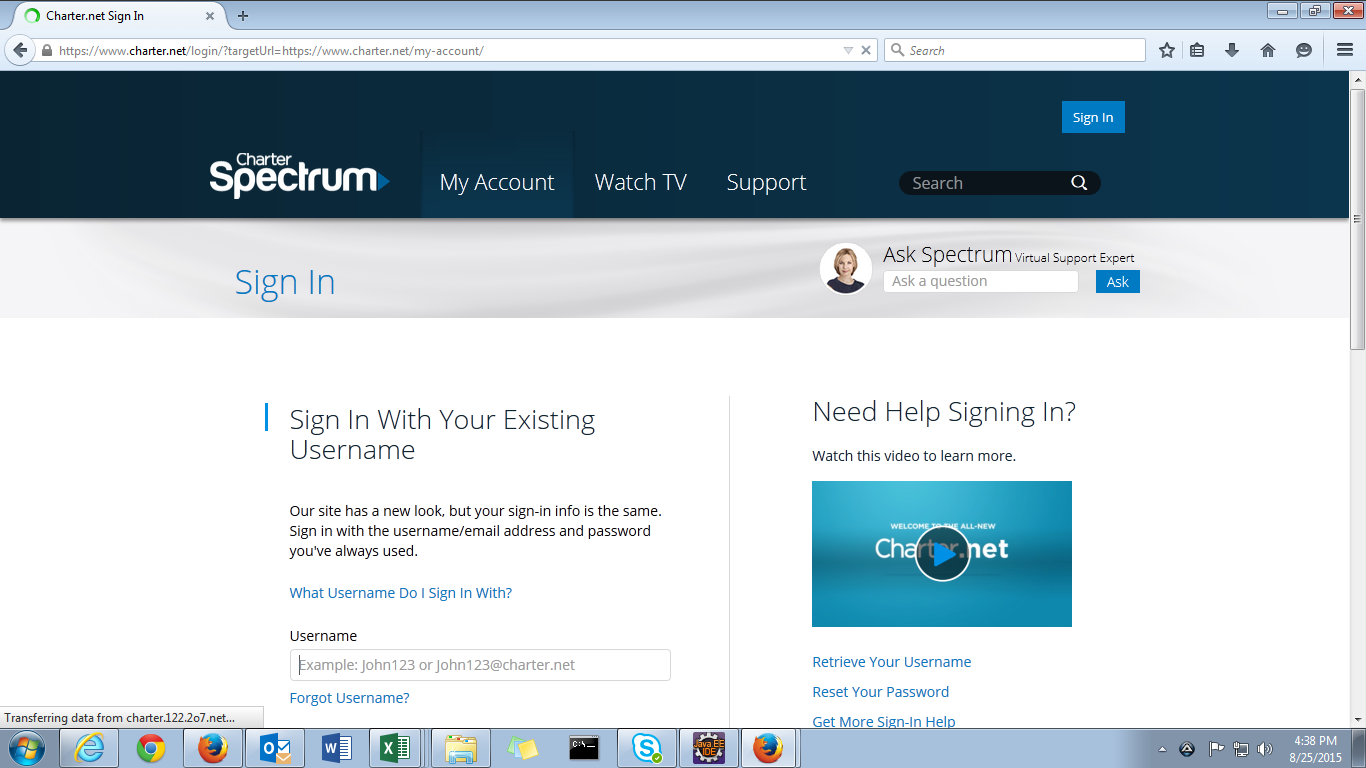 Charter.net Sign In
https://www.charter.net/login/?targetUrl=https://www.charter.net/my-account/
Search
Sign In
Charter
Spectrum
My Account
Watch TV
Support
Search
Ask Spectrum Virtual Support Expert
Ask a question
Ask
Sign In
Sign In With Your Existing
Username
Our site has a new look, but your sign-in info is the same.
Sign in with the username/email address and password
you've always used.
What Username Do I Sign In With?
Username
Example: John123 or John123@charter.net
Forgot Username?
Need Help Signing In?
Watch this video to learn more.
WELCOME TO THE ALL-NEW
Charter.net
Retrieve Your Username
Reset Your Password
Get More Sign-In Help
Transferring data from charter.122.2o7.net...
C:\_
Java EE
IDE
4:38 PM
8/25/2015